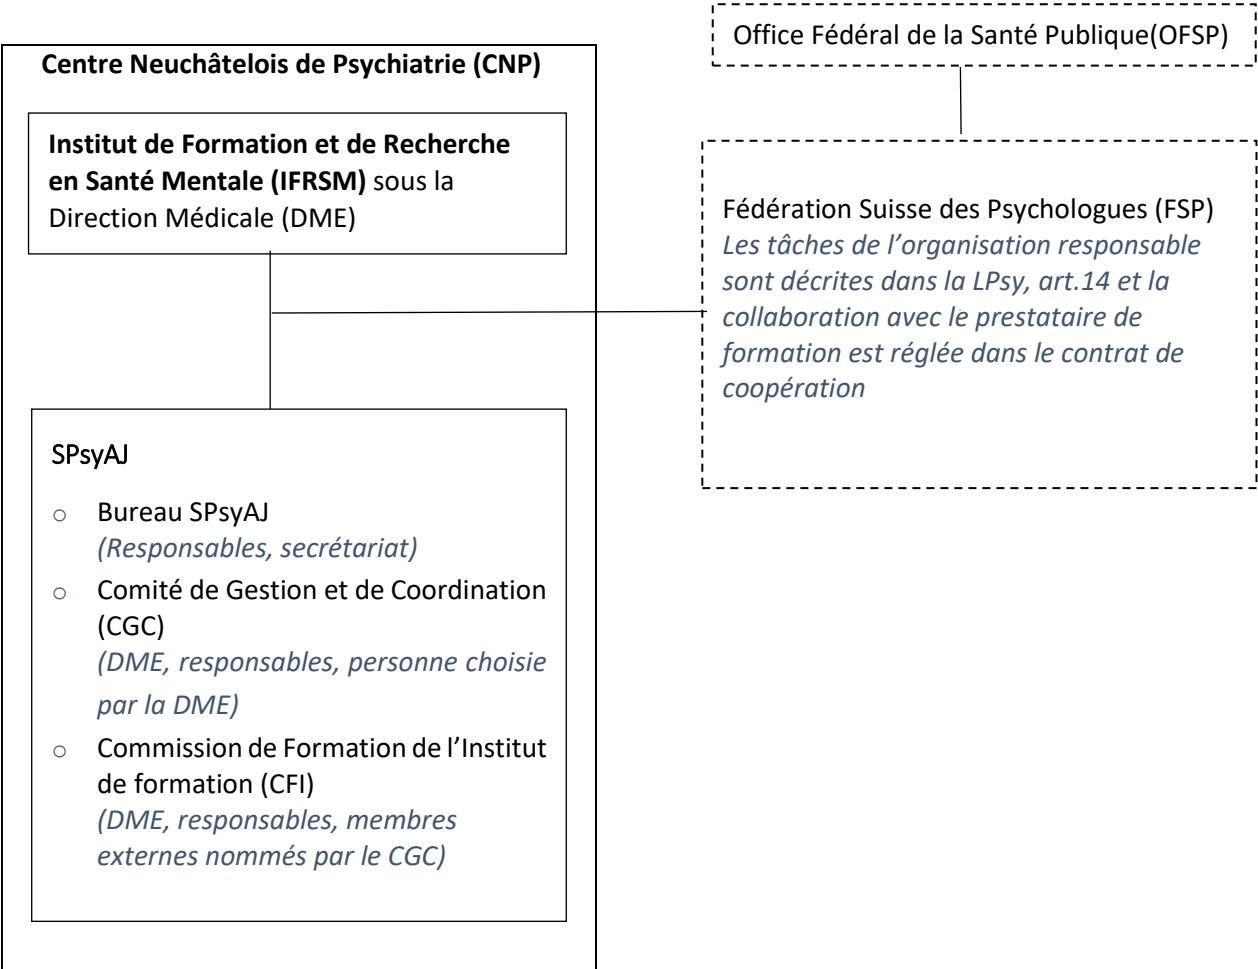 Office Fédéral de la Santé Publique(OFSP)
Centre Neuchâtelois de Psychiatrie (CNP)
Institut de Formation et de Recherche
en Santé Mentale (IFRSM) sous la
Direction Médicale (DME)
Fédération Suisse des Psychologues (FSP)
Les tâches de l’organisation responsable
sont décrites dans la LPsy, art.14 et la
collaboration avec le prestataire de
formation est réglée dans le contrat de
coopération
SPsyAJ
o Bureau SPsyAJ
(Responsables, secrétariat)
o Comité de Gestion et de Coordination
(CGC)
(DME, responsables, personne choisie
par la DME)
o Commission de Formation de l’Institut
de formation (CFI)
(DME, responsables, membres
externes nommés par le CGC)